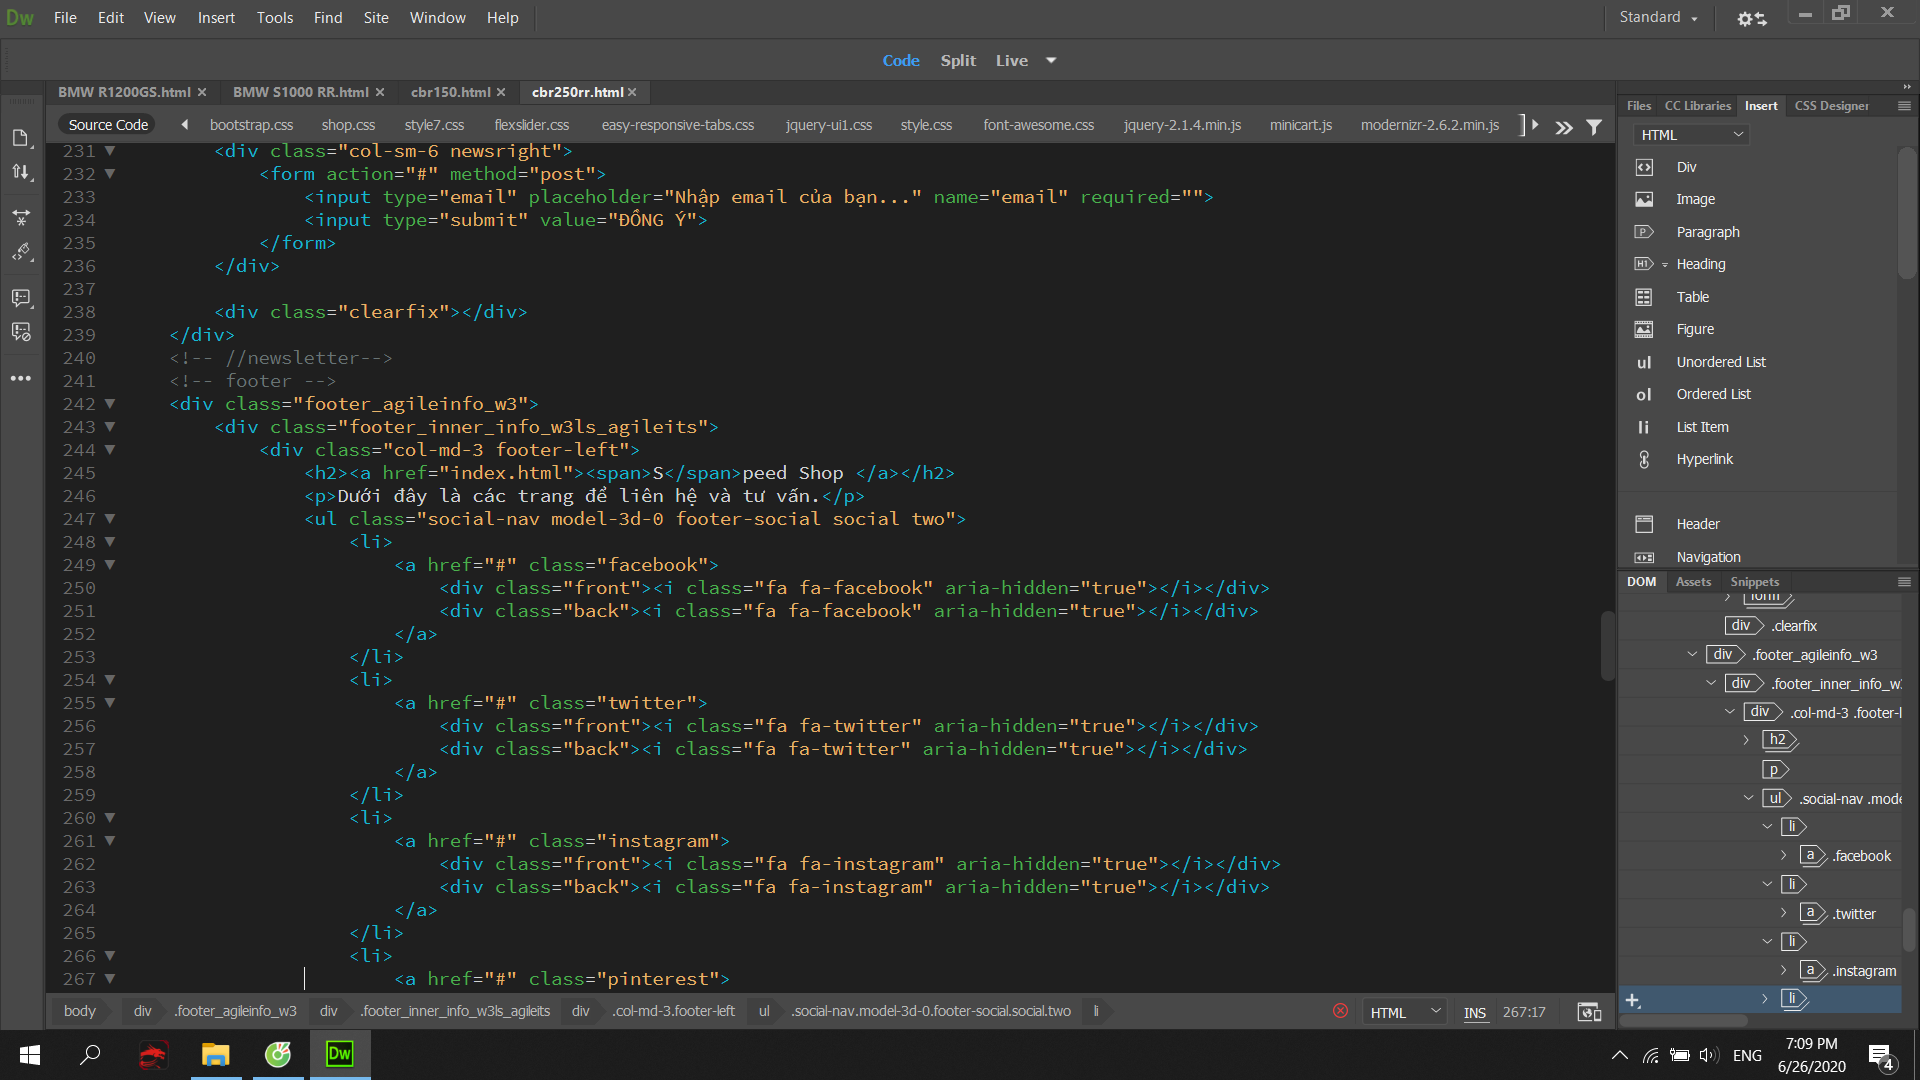 Dw File Edit View Insert Tools Find Site Window Help Standard
Code Split Live
BMW R1200GS.html BMW S1000 RR.html cbr150.html cbr250rr.html
Source Code bootstrap.css shop.css style7.css flexslider.css easy-responsive-tabs.css jquery-ui1.css style.css font-awesome.css jquery-2.1.4.min.js minicart.js modernizr-2.6.2.min.js
231 <div class="col-sm-6 newsright">
232 <form action="#" method="post">
233 <input type="email" placeholder="Nhập email của bạn..." name="email" required="">
234 <input type="submit" value="ĐỒNG Ý">
235 </form>
236 </div>
237
238 <div class="clearfix"></div>
239 </div>
240 <!-- //newsletter-->
241 <!-- footer -->
242 <div class="footer_agileinfo_w3">
243 <div class="footer_inner_info_w3ls_agileits">
244 <div class="col-md-3 footer-left">
245 <h2><a href="index.html"><span>S</span>peed Shop </a></h2>
246 <p>Dưới đây là các trang để liên hệ và tư vấn.</p>
247 <ul class="social-nav model-3d-0 footer-social social two">
248 <li>
249 <a href="#" class="facebook">
250 <div class="front"><i class="fa fa-facebook" aria-hidden="true"></i></div>
251 <div class="back"><i class="fa fa-facebook" aria-hidden="true"></i></div>
252 </a>
253 </li>
254 <li>
255 <a href="#" class="twitter">
256 <div class="front"><i class="fa fa-twitter" aria-hidden="true"></i></div>
257 <div class="back"><i class="fa fa-twitter" aria-hidden="true"></i></div>
258 </a>
259 </li>
260 <li>
261 <a href="#" class="instagram">
262 <div class="front"><i class="fa fa-instagram" aria-hidden="true"></i></div>
263 <div class="back"><i class="fa fa-instagram" aria-hidden="true"></i></div>
264 </a>
265 </li>
266 <li>
267 <a href="#" class="pinterest">
body div .footer_agileinfo_w3 div .footer_inner_info_w3ls_agileits div .col-md-3.footer-left ul .social-nav.model-3d-0.footer-social.social.two li HTML INS 267:17
Files CC Libraries Insert CSS Designer
HTML
Div
Image
P Paragraph
H1 Heading
Table
Figure
ul Unordered List
ol Ordered List
li List Item
Hyperlink
Header
Navigation
DOM Assets Snippets
form
div .clearfix
div .footer_agileinfo_w3
div .footer_inner_info_w
div .col-md-3 .footer-l
h2
p
ul .social-nav .mode
li
a .facebook
li
a .twitter
li
a .instagram
li
Dw ENG 7:09 PM
6/26/2020 4